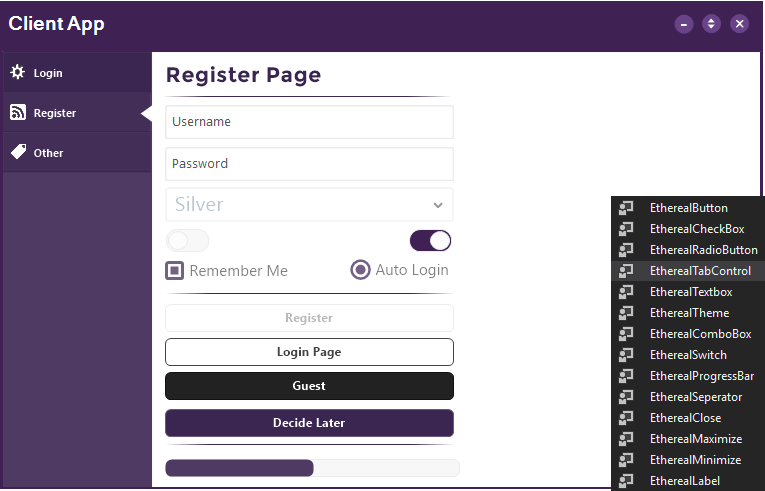 Client App
Login
Register
Other
Register Page
Username
Password
Silver
Remember Me
Auto Login
Register
Login Page
Guest
Decide Later
EtherealButton
EtherealCheckBox
EtherealRadioButton
EtherealTabControl
EtherealTextbox
EtherealTheme
EtherealComboBox
EtherealSwitch
EtherealProgressBar
EtherealSeperator
EtherealClose
EtherealMaximize
EtherealMinimize
EtherealLabel